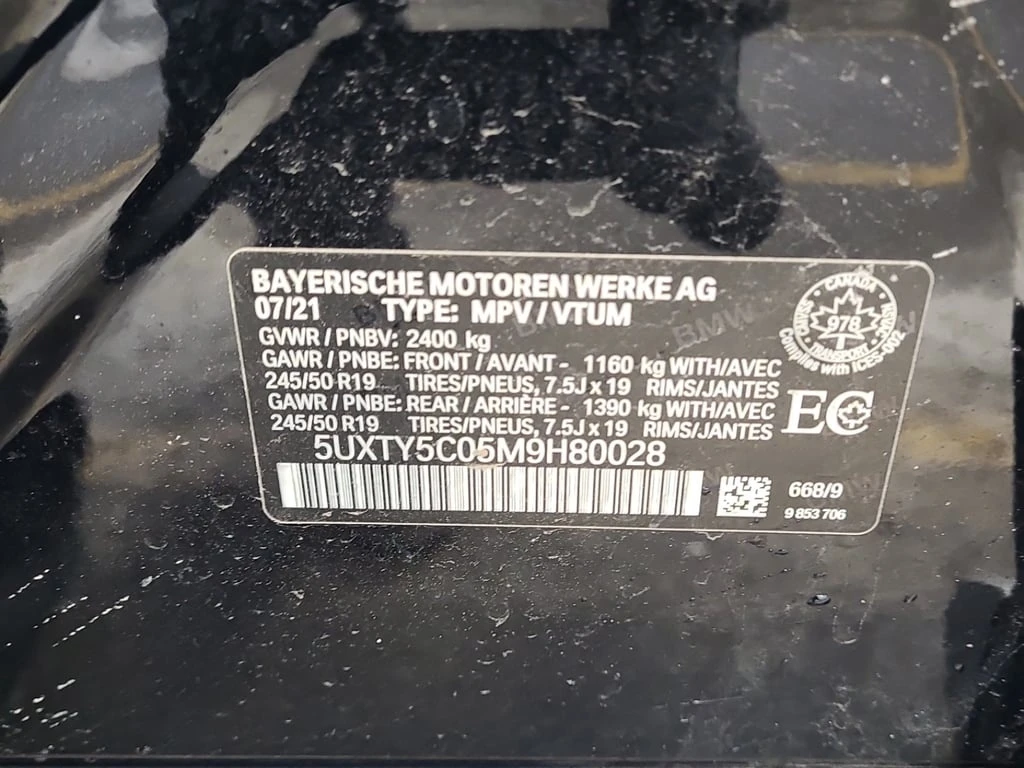 BAYERISCHE MOTOREN WERKE AG
07/21 TYPE: MPV / VTUM
GVWR / PNBV: 2400 kg
GAWR / PNBE: FRONT / AVANT - 1160 kg WITH/AVEC
245/50 R19 TIRES/PNEUS, 7.5J x 19 RIMS/JANTES
GAWR / PNBE: REAR / ARRIÈRE - 1390 kg WITH/AVEC
245/50 R19 TIRES/PNEUS, 7.5J x 19 RIMS/JANTES
5UXTY5C05M9H80028
CANADA
978
TRANSPORT
Complies with ICES-002
EC
668/9
9 853 706
BMW